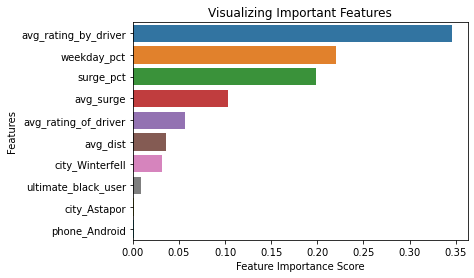 Visualizing Important Features
avg_rating_by_driver
weekday_pct
surge_pct
avg_surge
avg_rating_of_driver
avg_dist
city_Winterfell
ultimate_black_user
city_Astapor
phone_Android
Features
0.00 0.05 0.10 0.15 0.20 0.25 0.30 0.35
Feature Importance Score